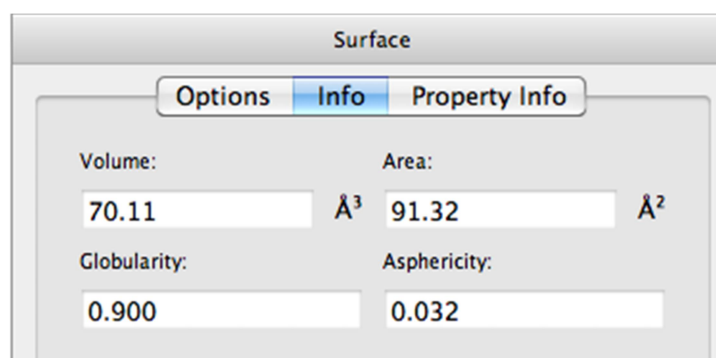 Surface
Options Info Property Info
Volume: Area:
70.11 Å³ 91.32 Å²
Globularity: Asphericity:
0.900 0.032